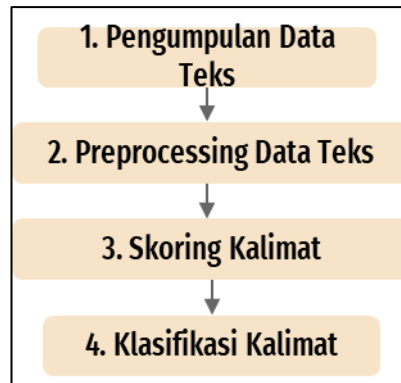 1. Pengumpulan Data
Teks
2. Preprocessing Data Teks
3. Skoring Kalimat
4. Klasifikasi Kalimat